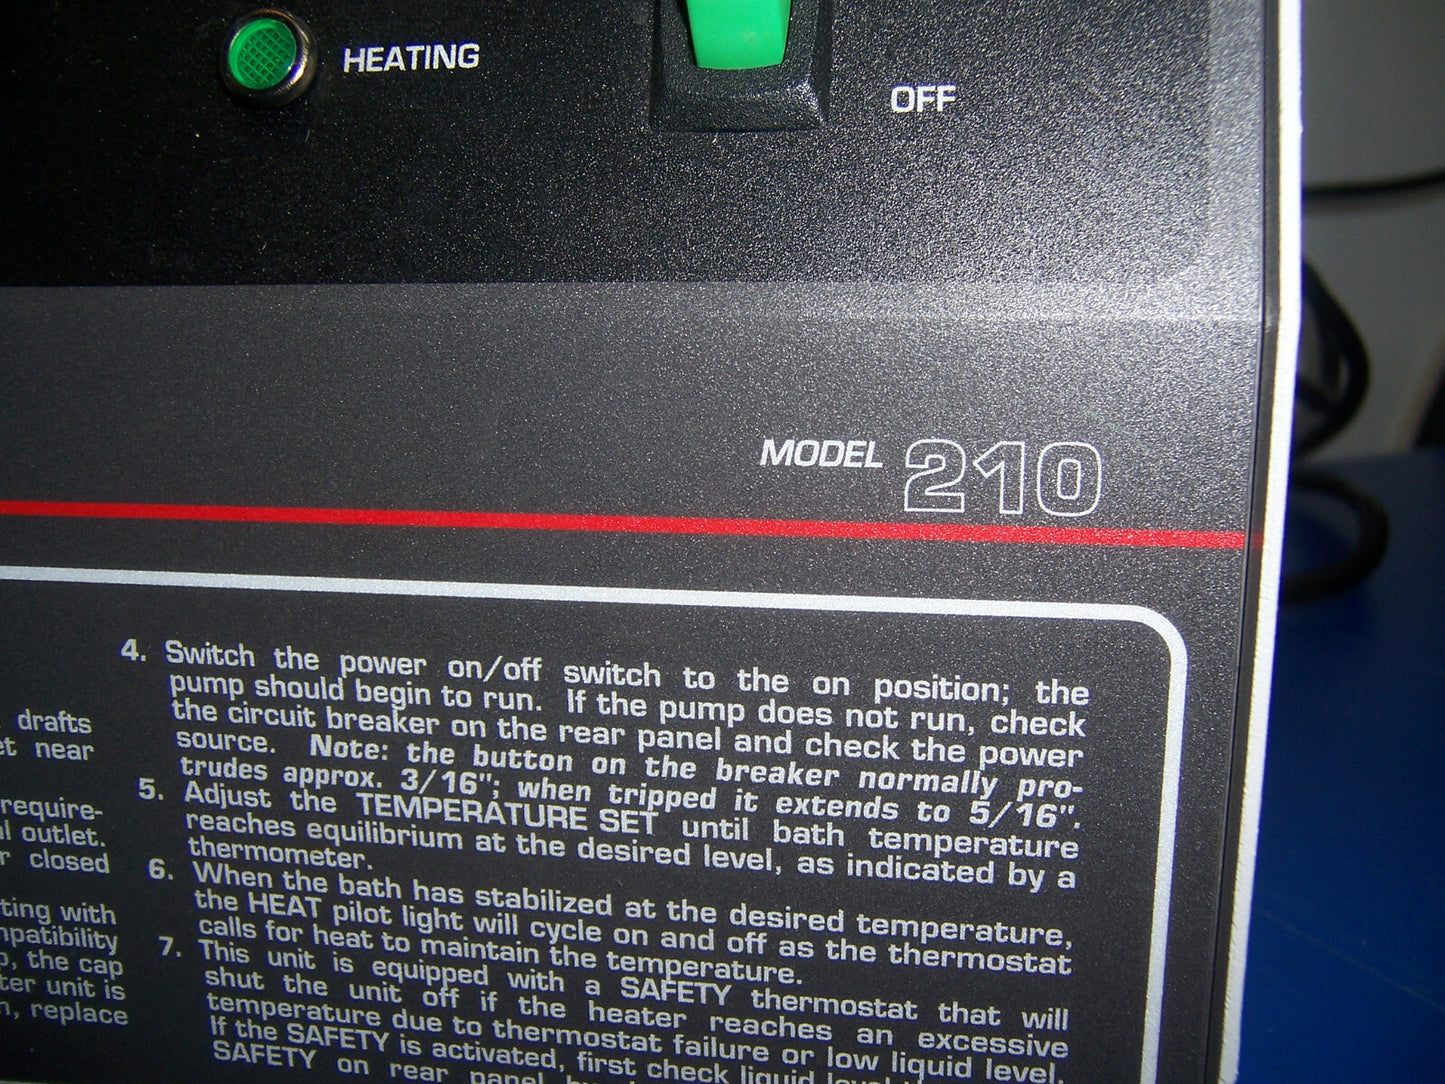 HEATING
OFF
MODEL 210
drafts
near
require-
outlet.
closed
with
the cap
unit is
replace
4. Switch the power on/off switch to the on position; the
pump should begin to run. If the pump does not run, check
the circuit breaker on the rear panel and check the power
source. Note: the button on the breaker normally pro-
trudes approx. 3/16"; when tripped it extends to 5/16".
5. Adjust the TEMPERATURE SET until bath temperature
reaches equilibrium at the desired level, as indicated by a
thermometer.
6. When the bath has stabilized at the desired temperature,
the HEAT pilot light will cycle on and off as the thermostat
calls for heat to maintain the temperature.
7. This unit is equipped with a SAFETY thermostat that will
shut the unit off if the heater reaches an excessive
temperature due to thermostat failure or low liquid level.
If the SAFETY is activated, first check liquid level
SAFETY on rear panel